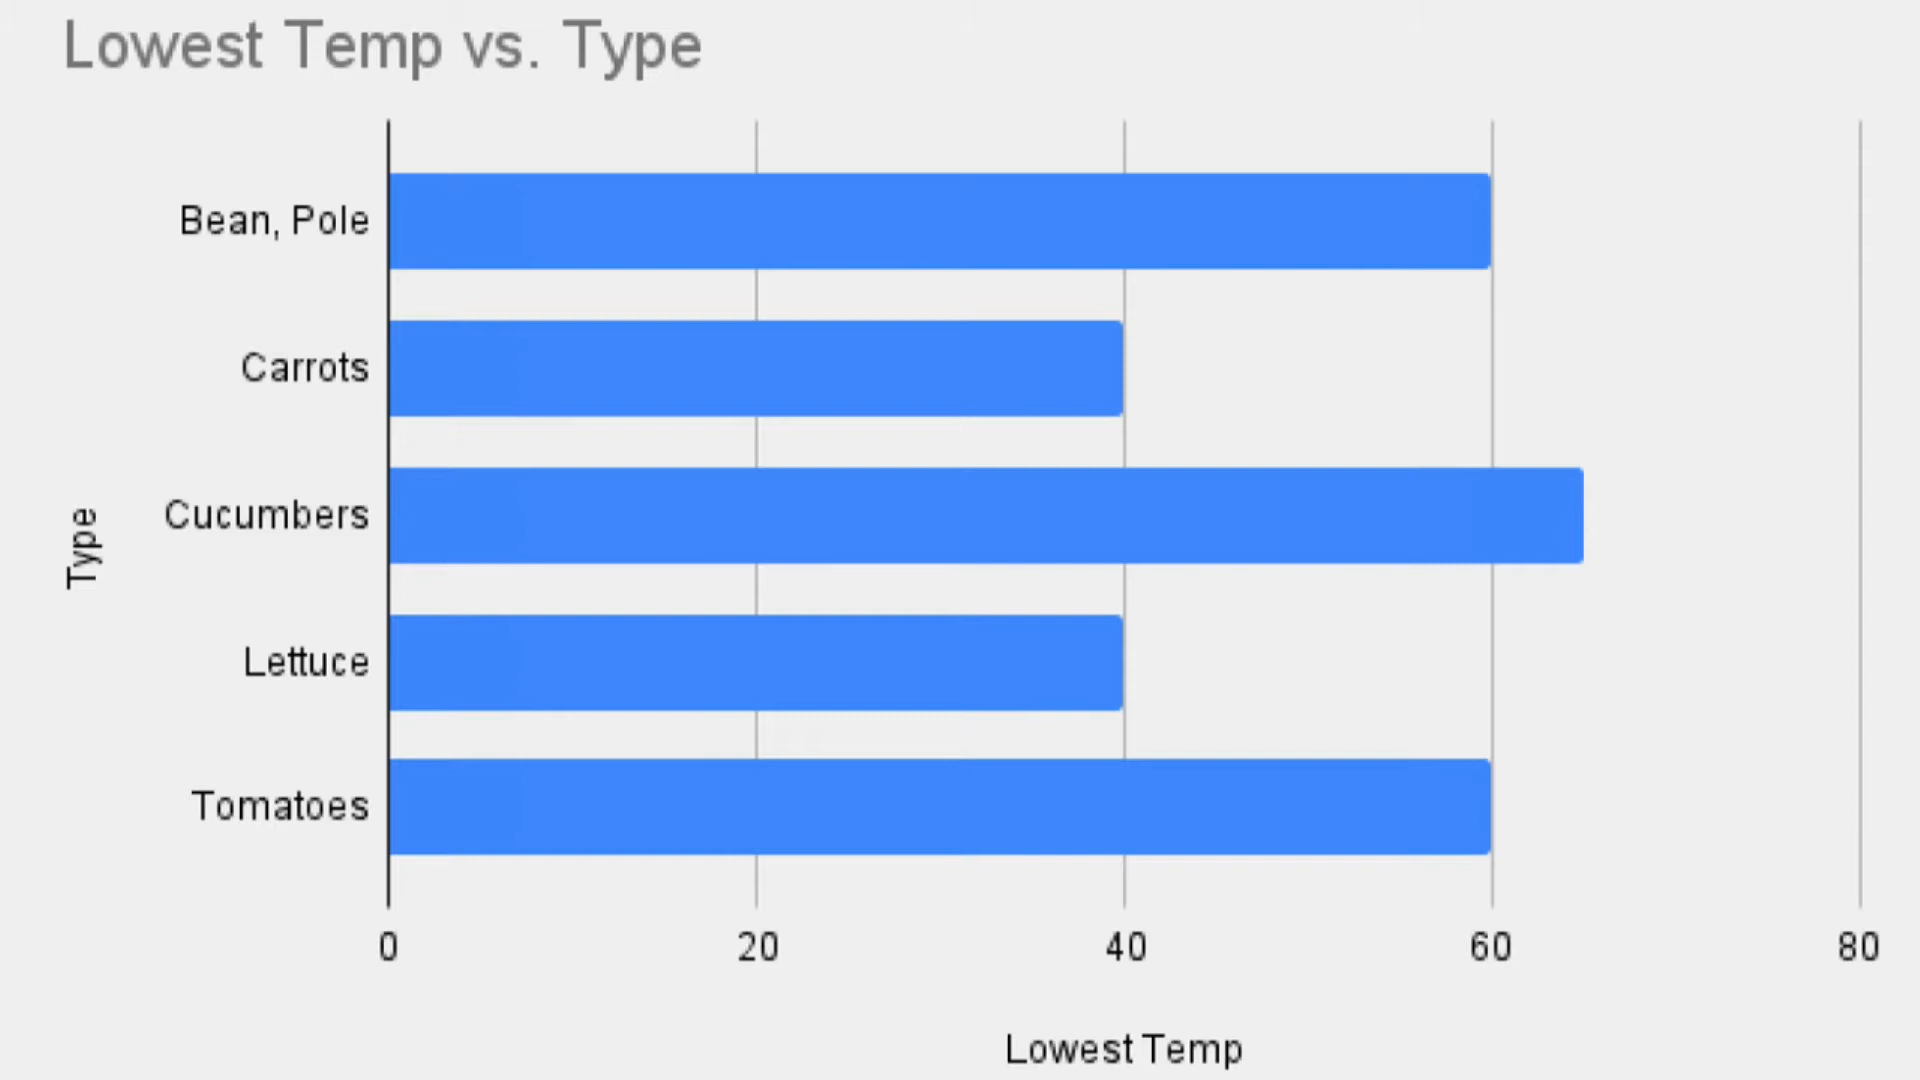 Lowest Temp vs. Type
Type
Bean, Pole
Carrots
Cucumbers
Lettuce
Tomatoes
0 20 40 60 80
Lowest Temp